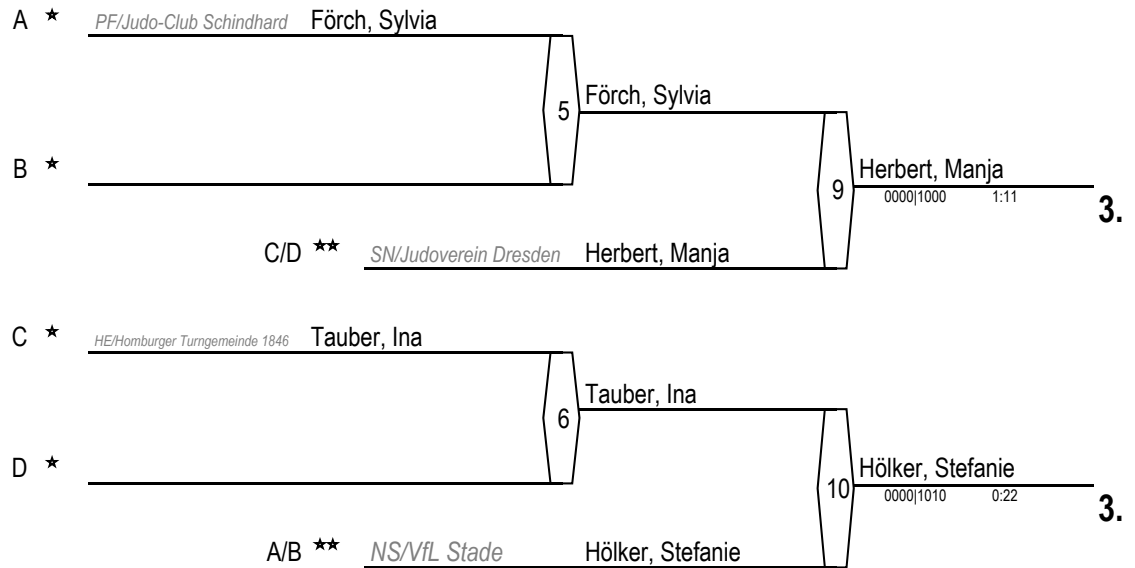 A ★ PF/Judo-Club Schindhard Förch, Sylvia
5 Förch, Sylvia
B ★
9 Herbert, Manja
0000|1000 1:11
3.
C/D ★★ SN/Judoverein Dresden Herbert, Manja
C ★ HE/Homburger Turngemeinde 1846 Tauber, Ina
6 Tauber, Ina
D ★
10 Hölker, Stefanie
0000|1010 0:22
3.
A/B ★★ NS/VfL Stade Hölker, Stefanie